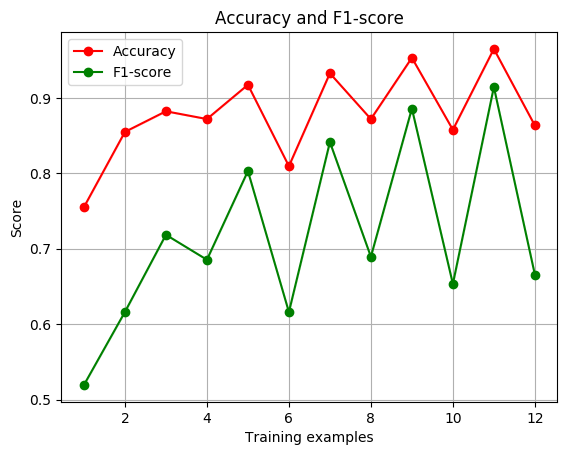 Accuracy and F1-score
Accuracy
F1-score
0.9
0.8
0.7
0.6
0.5
Score
2 4 6 8 10 12
Training examples